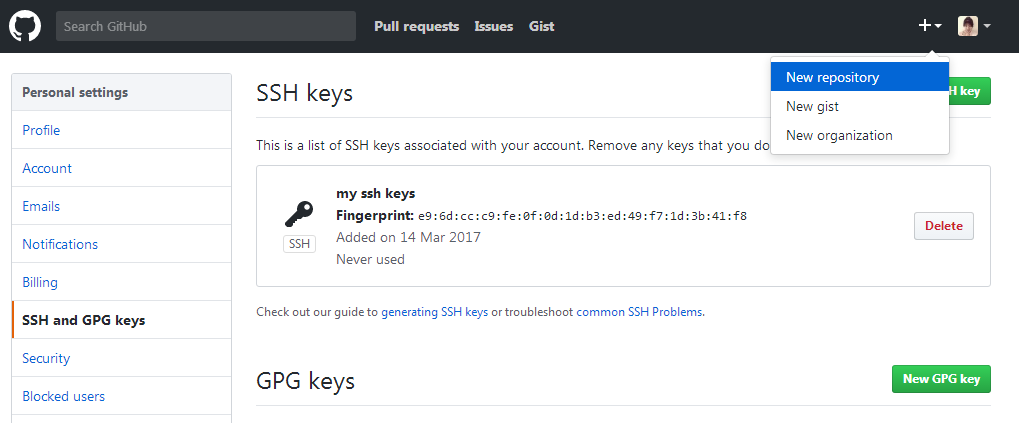 Search GitHub
Pull requests Issues Gist
New repository
New gist
New organization
Personal settings
Profile
Account
Emails
Notifications
Billing
SSH and GPG keys
Security
Blocked users
SSH keys
H key
This is a list of SSH keys associated with your account. Remove any keys that you do
my ssh keys
Fingerprint: e9:6d:cc:c9:fe:0f:0d:1d:b3:ed:49:f7:1d:3b:41:f8
Added on 14 Mar 2017
Never used
SSH
Delete
Check out our guide to generating SSH keys or troubleshoot common SSH Problems.
GPG keys
New GPG key